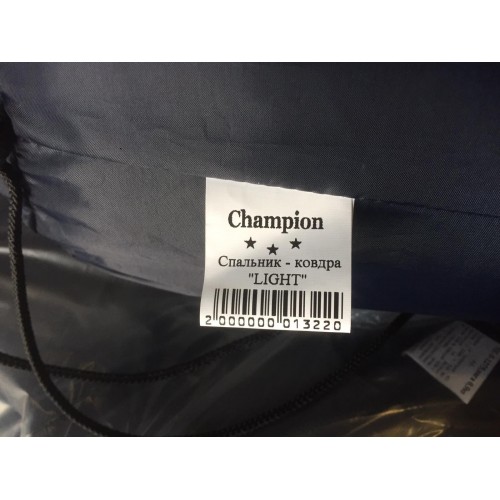 Champion
Спальник - ковдра
"LIGHT"
2 000000 013220